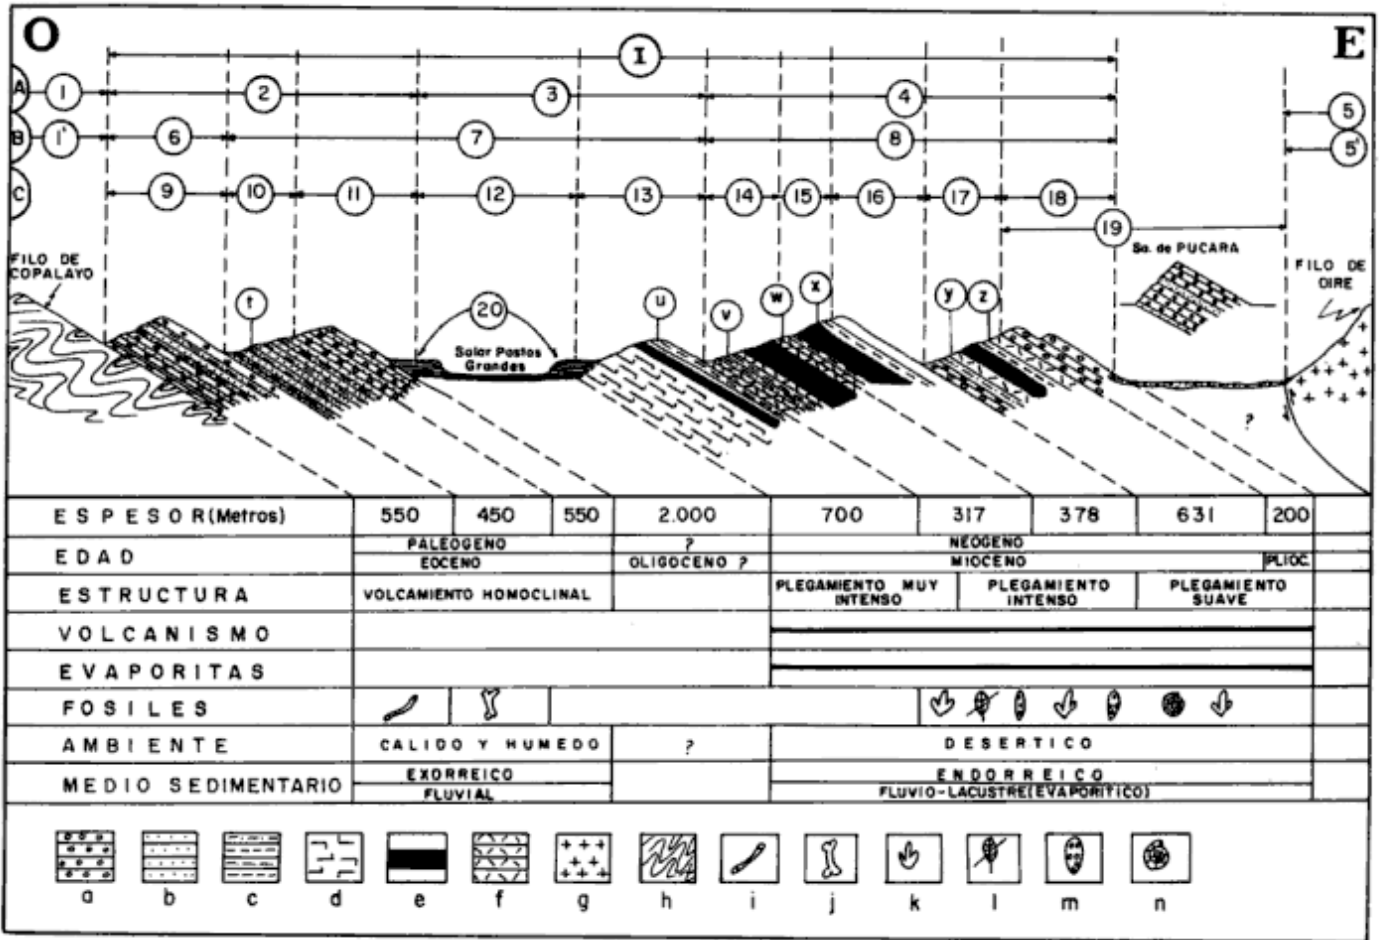 O E
I
A 1 2 3 4 5
B 1' 6 7 8 5'
C 9 10 11 12 13 14 15 16 17 18
19
Sa. de PUCARA
FILO DE
COPALAYO
FILO DE
OIRE
t 20 u v w x y z
Salar Pastos
Grandes
?
ESPESOR(Metros) 550 450 550 2.000 700 317 378 631 200
EDAD
PALEOGENO ? NEOGENO
EOCENO OLIGOCENO ? MIOCENO PLIOC.
ESTRUCTURA
VOLCAMIENTO HOMOCLINAL
PLEGAMIENTO MUY
INTENSO
PLEGAMIENTO
INTENSO
PLEGAMIENTO
SUAVE
VOLCANISMO
EVAPORITAS
FOSILES
AMBIENTE CALIDO Y HUMEDO ? DESERTICO
MEDIO SEDIMENTARIO
EXORREICO ENDORREICO
FLUVIAL FLUVIO-LACUSTRE(EVAPORITICO)
a b c d e f g h i j k l m n